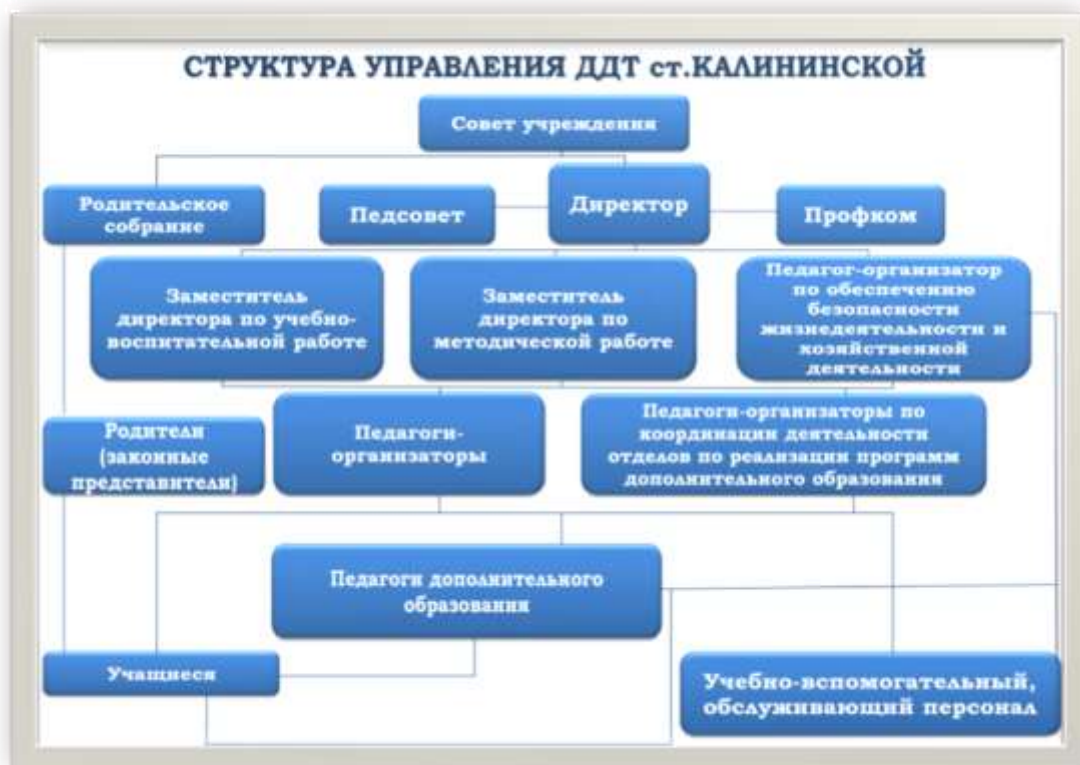 СТРУКТУРА УПРАВЛЕНИЯ ДДТ ст.КАЛИНИНСКОЙ
Совет учреждения
Родительское
собрание
Педсовет
Директор
Профком
Заместитель
директора по учебно-
воспитательной работе
Заместитель
директора по
методической работе
Педагог-организатор
по обеспечению
безопасности
жизнедеятельности и
хозяйственной
деятельности
Родители
(законные
представители)
Педагоги-
организаторы
Педагоги-организаторы по
координации деятельности
отделов по реализации программ
дополнительного образования
Педагоги дополнительного
образования
Учащиеся
Учебно-вспомогательный,
обслуживающий персонал